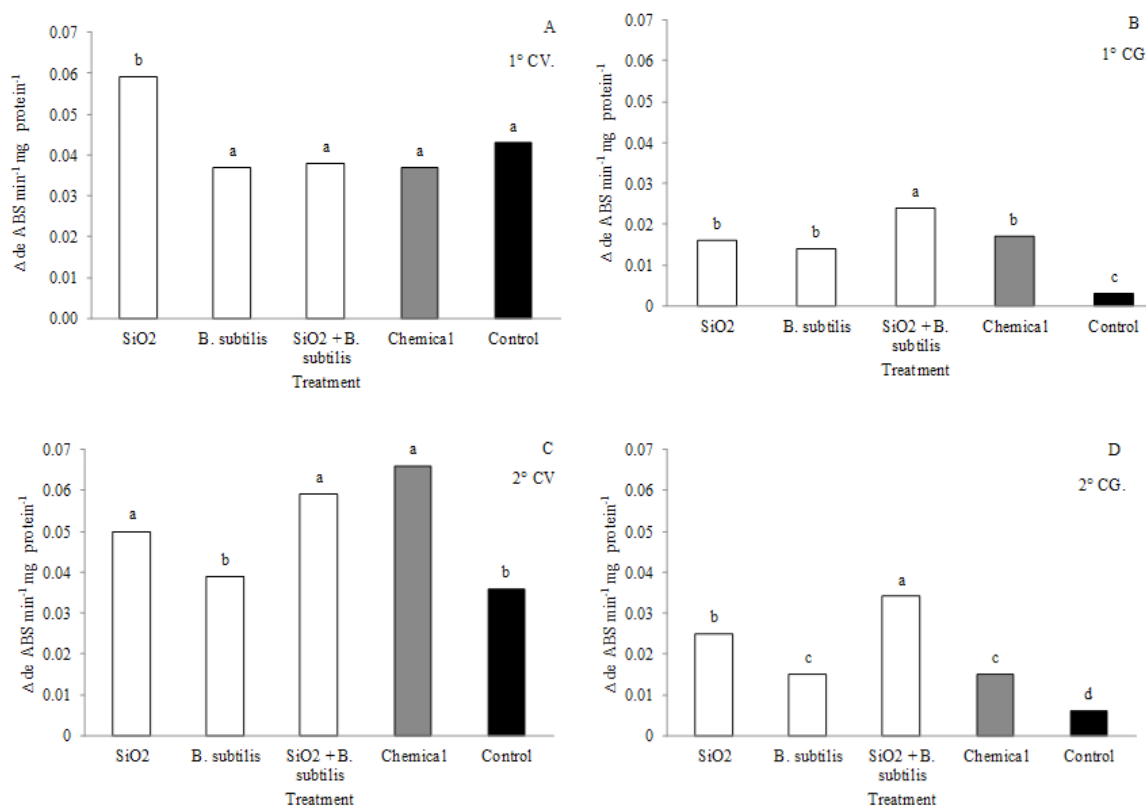 A
1° CV.
Δ de ABS min⁻¹ mg protein⁻¹
0.07
0.06
0.05
0.04
0.03
0.02
0.01
0.00
b
a
a
a
a
SiO2 B. subtilis SiO2 + B. subtilis Chemical Control
Treatment
B
1° CG
Δ de ABS min⁻¹ mg protein⁻¹
0.07
0.06
0.05
0.04
0.03
0.02
0.01
0
b
b
a
b
c
SiO2 B. subtilis SiO2 + B. subtilis Chemical Control
Treatment
C
2° CV
Δ de ABS min⁻¹ mg protein⁻¹
0.07
0.06
0.05
0.04
0.03
0.02
0.01
0
a
b
a
a
b
SiO2 B. subtilis SiO2 + B. subtilis Chemical Control
Treatment
D
2° CG.
Δ de ABS min⁻¹ mg protein⁻¹
0.07
0.06
0.05
0.04
0.03
0.02
0.01
0
b
c
a
c
d
SiO2 B. subtilis SiO2 + B. subtilis Chemical Control
Treatment